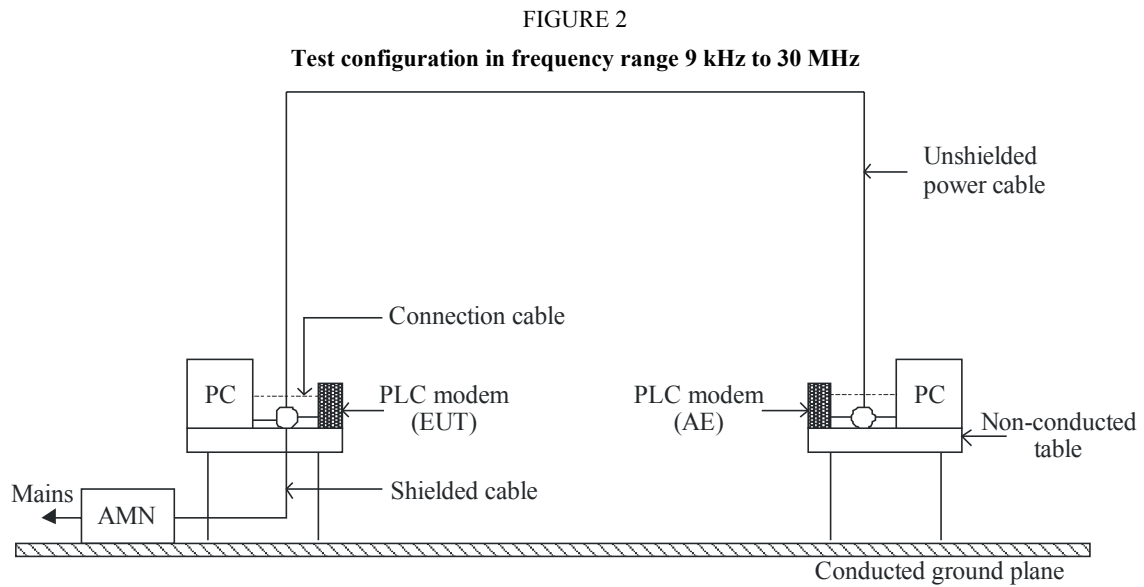 FIGURE 2
Test configuration in frequency range 9 kHz to 30 MHz
Unshielded
power cable
Connection cable
PC
PLC modem
(EUT)
PLC modem
(AE)
PC
Non-conducted
table
Mains
AMN
Shielded cable
Conducted ground plane